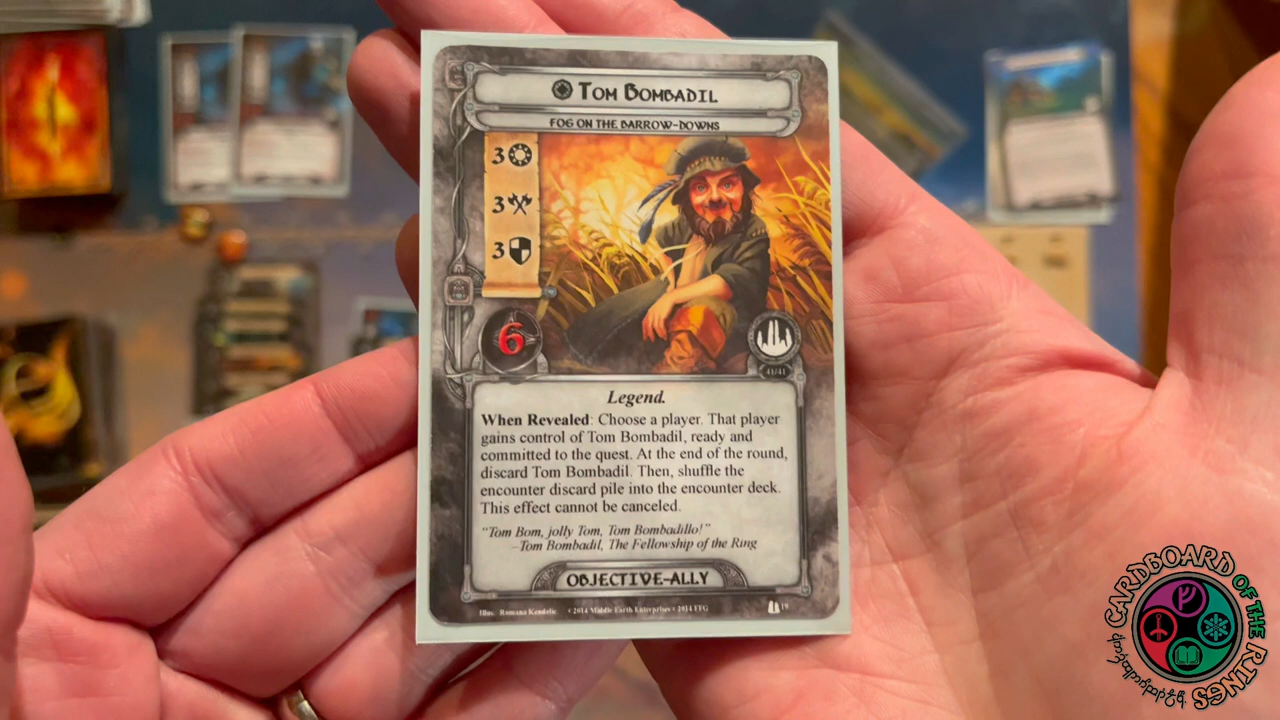 Tom Bombadil
FOG ON THE BARROW-DOWNS
3
3
3
6
41/41
Legend.
When Revealed: Choose a player. That player
gains control of Tom Bombadil, ready and
committed to the quest. At the end of the round,
discard Tom Bombadil. Then, shuffle the
encounter discard pile into the encounter deck.
This effect cannot be canceled.
“Tom Bom, jolly Tom, Tom Bombadillo!”
–Tom Bombadil, The Fellowship of the Ring
OBJECTIVE-ALLY
Illus. Romana Kendelic ©2014 Middle Earth Enterprises ©2014 FFG
19
CARDBOARD OF THE RINGS